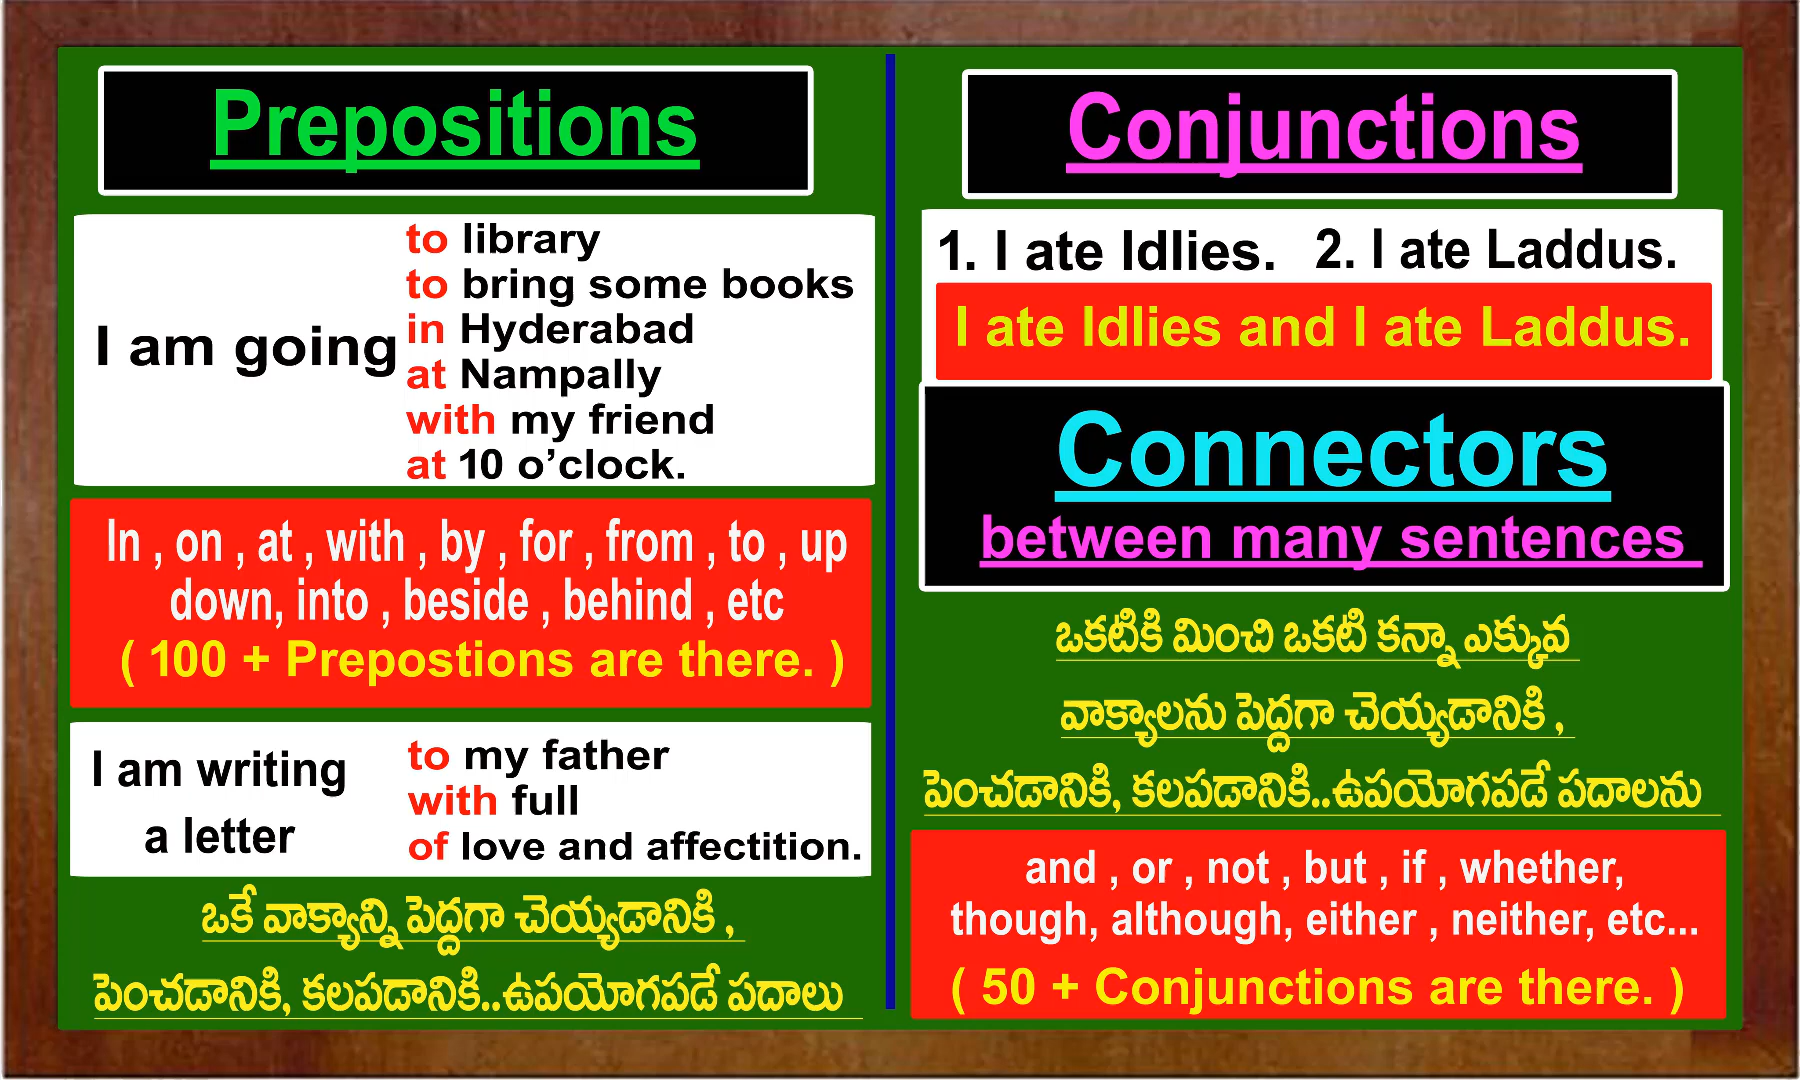 Prepositions
I am going
to library
to bring some books
in Hyderabad
at Nampally
with my friend
at 10 o’clock.
In , on , at , with , by , for , from , to , up
down, into , beside , behind , etc
( 100 + Prepostions are there. )
I am writing
a letter
to my father
with full
of love and affectition.
ఒకే వాక్యాన్ని పెద్దగా చెయ్యడానికి ,
పెంచడానికి, కలపడానికి..ఉపయోగపడే పదాలు
Conjunctions
1. I ate Idlies. 2. I ate Laddus.
I ate Idlies and I ate Laddus.
Connectors
between many sentences
ఒకటికి మించి ఒకటి కన్నా ఎక్కువ
వాక్యాలను పెద్దగా చెయ్యడానికి ,
పెంచడానికి, కలపడానికి..ఉపయోగపడే పదాలను
and , or , not , but , if , whether,
though, although, either , neither, etc...
( 50 + Conjunctions are there. )